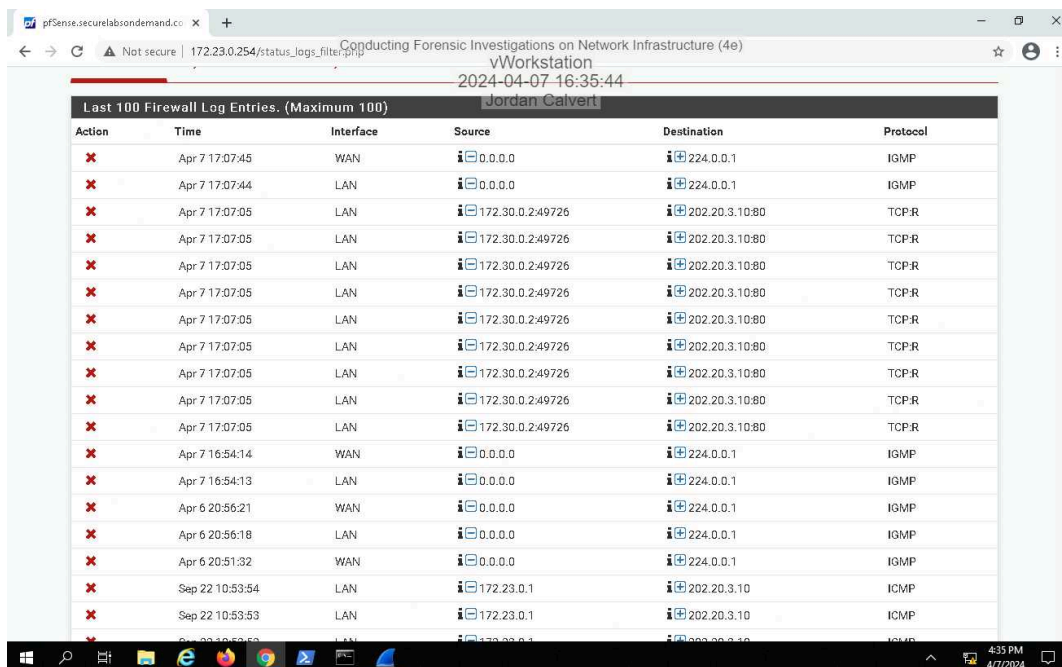 pfSense.securelabsondemand.co
Not secure | 172.23.0.254/status_logs_filter.php
Conducting Forensic Investigations on Network Infrastructure (4e)
vWorkstation
2024-04-07 16:35:44
Jordan Calvert
Last 100 Firewall Log Entries. (Maximum 100)
Action Time Interface Source Destination Protocol
Apr 7 17:07:45 WAN 0.0.0.0 224.0.0.1 IGMP
Apr 7 17:07:44 LAN 0.0.0.0 224.0.0.1 IGMP
Apr 7 17:07:05 LAN 172.30.0.2:49726 202.20.3.10:80 TCP:R
Apr 7 17:07:05 LAN 172.30.0.2:49726 202.20.3.10:80 TCP:R
Apr 7 17:07:05 LAN 172.30.0.2:49726 202.20.3.10:80 TCP:R
Apr 7 17:07:05 LAN 172.30.0.2:49726 202.20.3.10:80 TCP:R
Apr 7 17:07:05 LAN 172.30.0.2:49726 202.20.3.10:80 TCP:R
Apr 7 17:07:05 LAN 172.30.0.2:49726 202.20.3.10:80 TCP:R
Apr 7 17:07:05 LAN 172.30.0.2:49726 202.20.3.10:80 TCP:R
Apr 7 17:07:05 LAN 172.30.0.2:49726 202.20.3.10:80 TCP:R
Apr 7 17:07:05 LAN 172.30.0.2:49726 202.20.3.10:80 TCP:R
Apr 7 16:54:14 WAN 0.0.0.0 224.0.0.1 IGMP
Apr 7 16:54:13 LAN 0.0.0.0 224.0.0.1 IGMP
Apr 6 20:56:21 WAN 0.0.0.0 224.0.0.1 IGMP
Apr 6 20:56:18 LAN 0.0.0.0 224.0.0.1 IGMP
Apr 6 20:51:32 WAN 0.0.0.0 224.0.0.1 IGMP
Sep 22 10:53:54 LAN 172.23.0.1 202.20.3.10 ICMP
Sep 22 10:53:53 LAN 172.23.0.1 202.20.3.10 ICMP
4:35 PM
4/7/2024